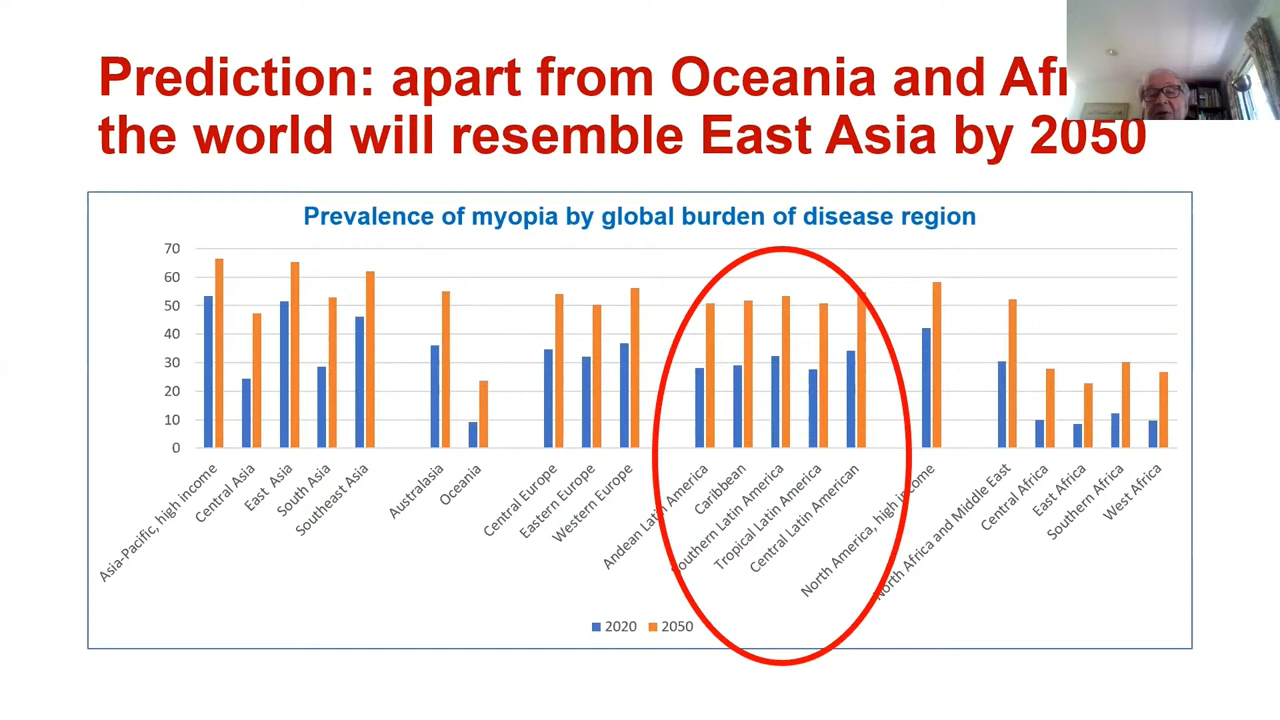 Prediction: apart from Oceania and
the world will resemble East Asia by 2050
Prevalence of myopia by global burden of disease region
70
60
50
40
30
20
10
0
Asia-Pacific, high income
Central Asia
East Asia
South Asia
Southeast Asia
Australasia
Oceania
Central Europe
Eastern Europe
Western Europe
Andean Latin America
Caribbean
Southern Latin America
Tropical Latin America
Central Latin American
North America, high income
North Africa and Middle East
Central Africa
East Africa
Southern Africa
West Africa
2020 2050